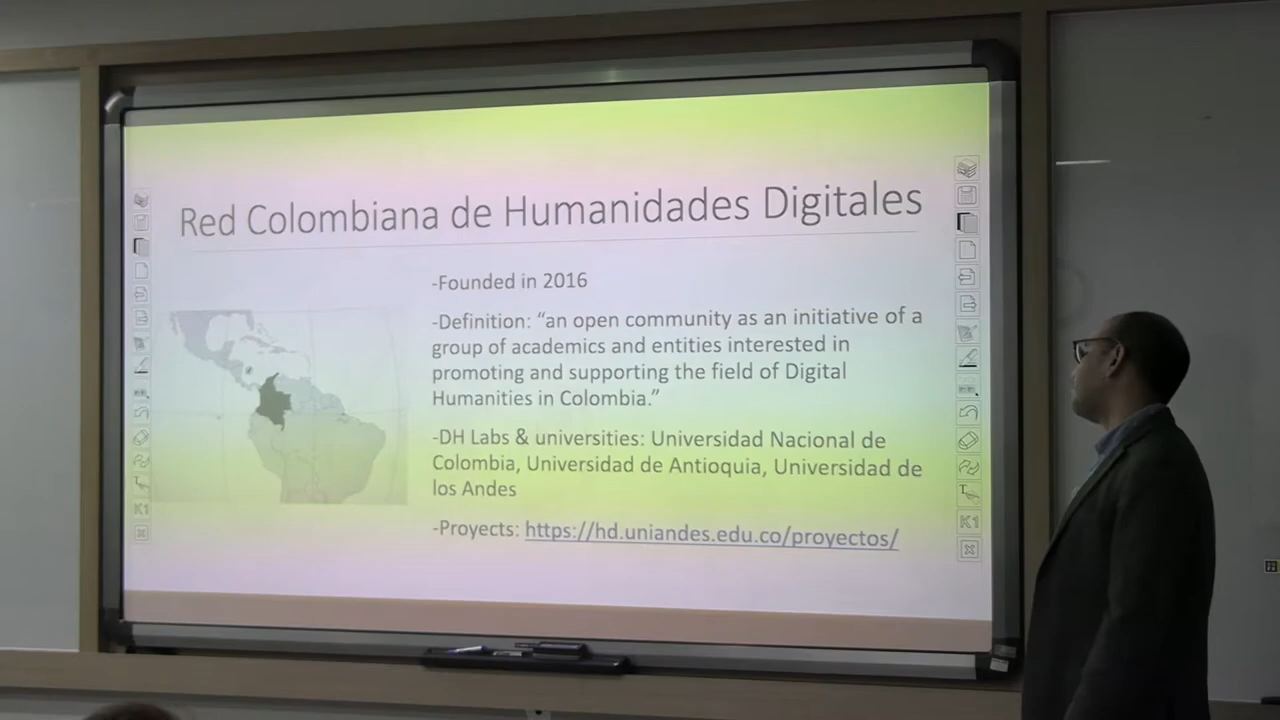 Red Colombiana de Humanidades Digitales
-Founded in 2016
-Definition: “an open community as an initiative of a
group of academics and entities interested in
promoting and supporting the field of Digital
Humanities in Colombia.”
-DH Labs & universities: Universidad Nacional de
Colombia, Universidad de Antioquia, Universidad de
los Andes
-Proyects: https://hd.uniandes.edu.co/proyectos/
K1
K1